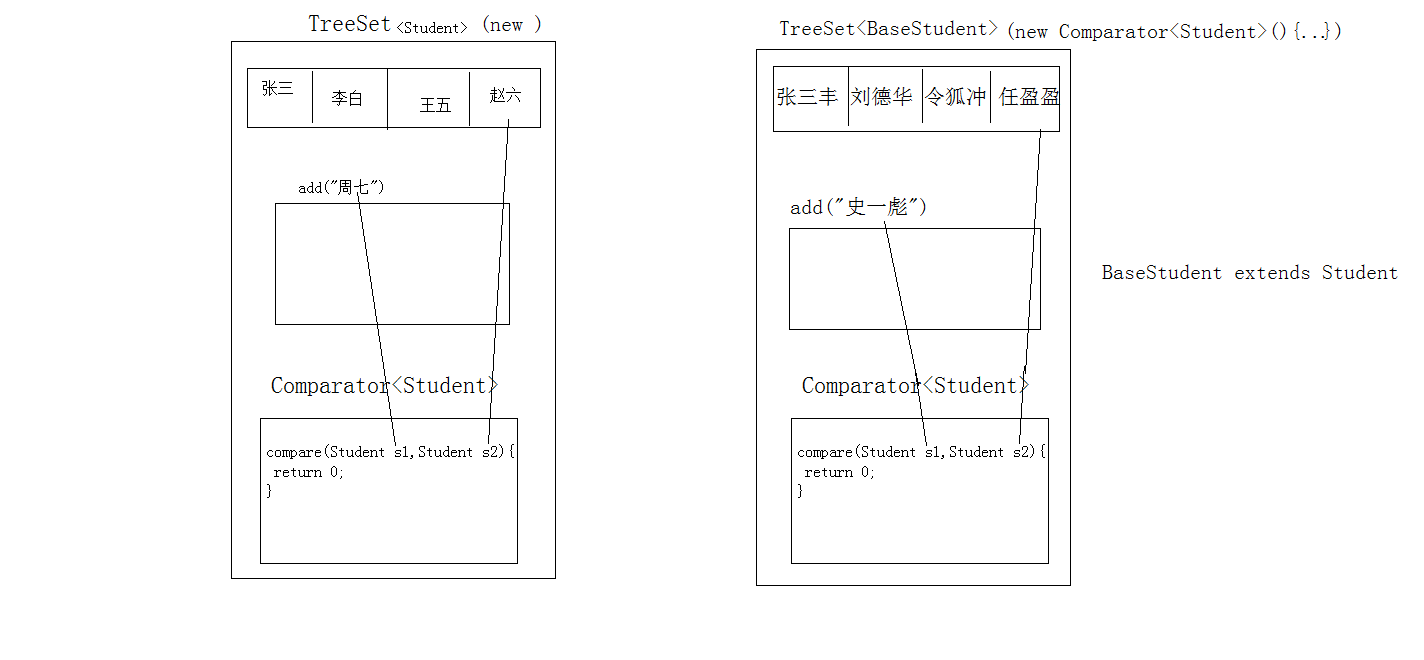 TreeSet <Student> (new )
张三 李白 王五 赵六
add("周七")
Comparator<Student>
compare(Student s1,Student s2){
return 0;
}
TreeSet<BaseStudent> (new Comparator<Student>(){...})
张三丰 刘德华 令狐冲 任盈盈
add("史一彪")
BaseStudent extends Student
Comparator<Student>
compare(Student s1,Student s2){
return 0;
}